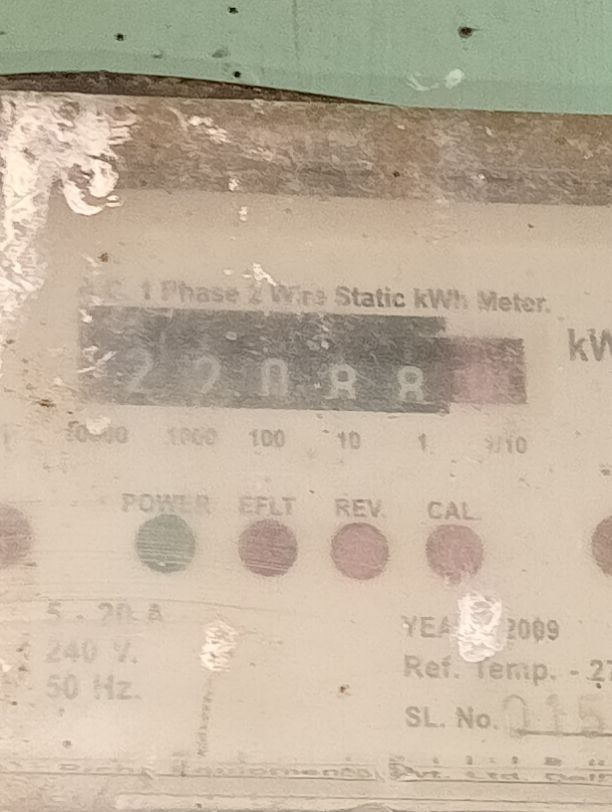 A.C. 1 Phase 2 Wire Static kWh Meter.
22088
kW
10000 1000 100 10 1 1/10
POWER EFLT REV. CAL.
5 - 20 A
240 V.
50 Hz.
YEAR 2009
Ref. Temp. - 27
SL. No. 015
Pvt. Ltd.